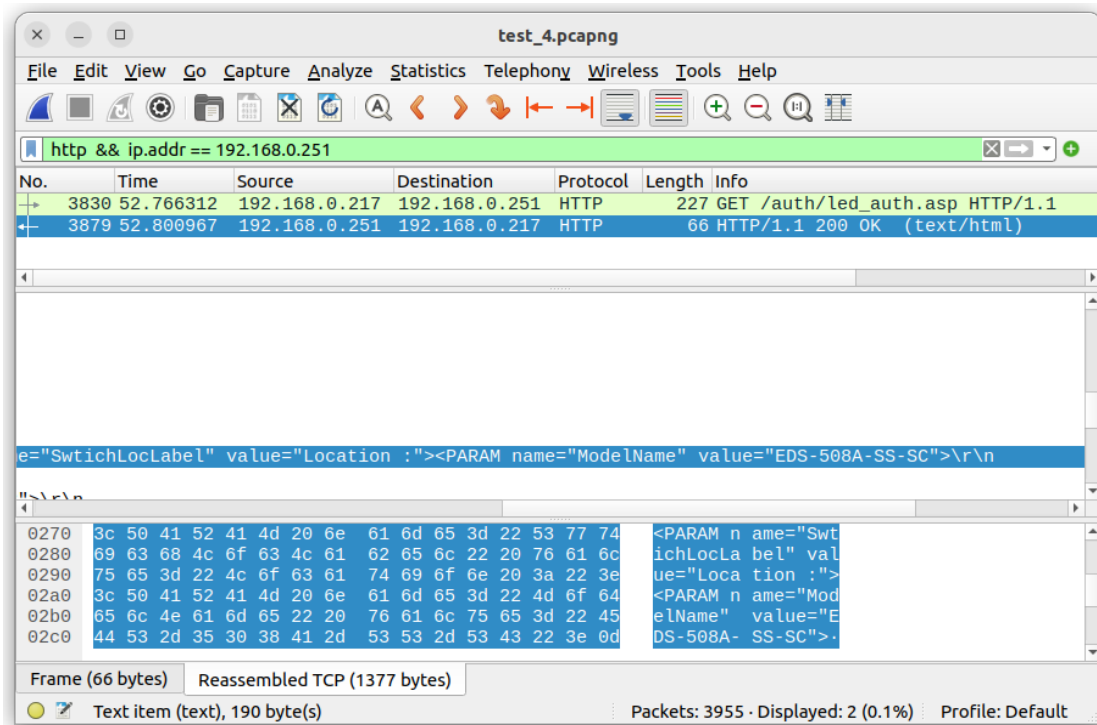 test_4.pcapng
File Edit View Go Capture Analyze Statistics Telephony Wireless Tools Help
http && ip.addr == 192.168.0.251
No. Time Source Destination Protocol Length Info
3830 52.766312 192.168.0.217 192.168.0.251 HTTP 227 GET /auth/led_auth.asp HTTP/1.1
3879 52.800967 192.168.0.251 192.168.0.217 HTTP 66 HTTP/1.1 200 OK (text/html)
e="SwtichLocLabel" value="Location :"><PARAM name="ModelName" value="EDS-508A-SS-SC">\r\n
">\r\n
0270 3c 50 41 52 41 4d 20 6e 61 6d 65 3d 22 53 77 74 <PARAM n ame="Swt
0280 69 63 68 4c 6f 63 4c 61 62 65 6c 22 20 76 61 6c ichLocLa bel" val
0290 75 65 3d 22 4c 6f 63 61 74 69 6f 6e 20 3a 22 3e ue="Loca tion :">
02a0 3c 50 41 52 41 4d 20 6e 61 6d 65 3d 22 4d 6f 64 <PARAM n ame="Mod
02b0 65 6c 4e 61 6d 65 22 20 76 61 6c 75 65 3d 22 45 elName"  value="E
02c0 44 53 2d 35 30 38 41 2d 53 53 2d 53 43 22 3e 0d DS-508A- SS-SC">·
Frame (66 bytes) Reassembled TCP (1377 bytes)
Text item (text), 190 byte(s) Packets: 3955 · Displayed: 2 (0.1%) Profile: Default